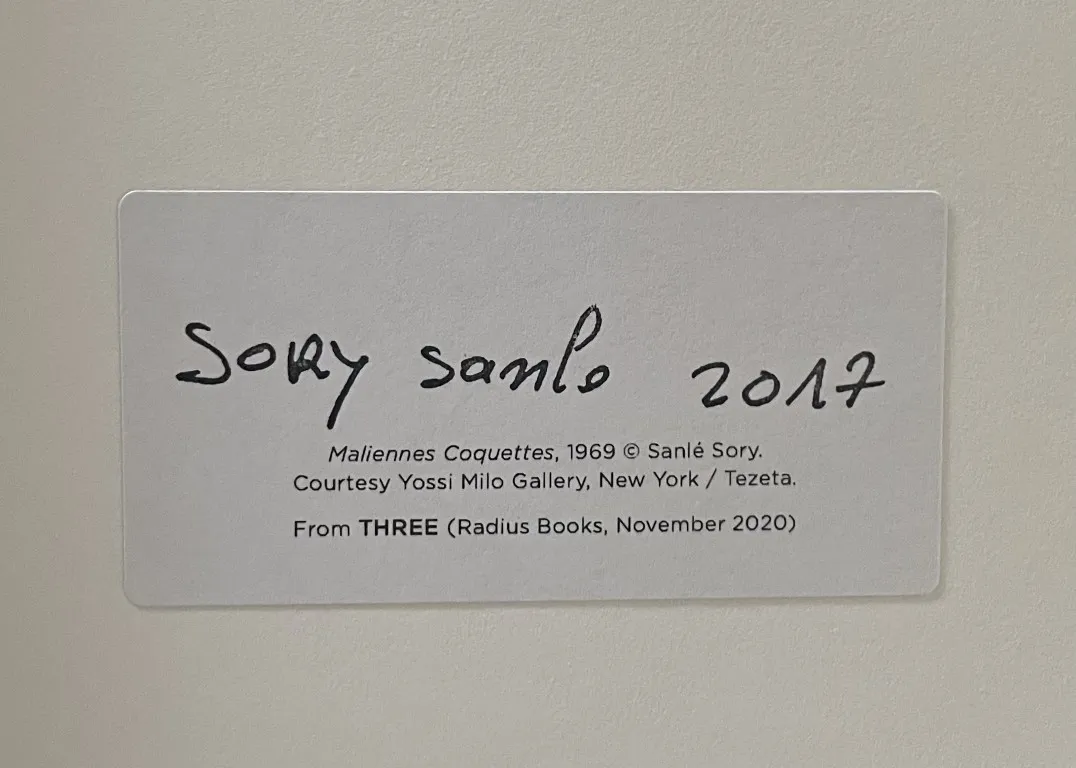 Sory sanlo 2017
Maliennes Coquettes, 1969 © Sanlé Sory.
Courtesy Yossi Milo Gallery, New York / Tezeta.
From THREE (Radius Books, November 2020)